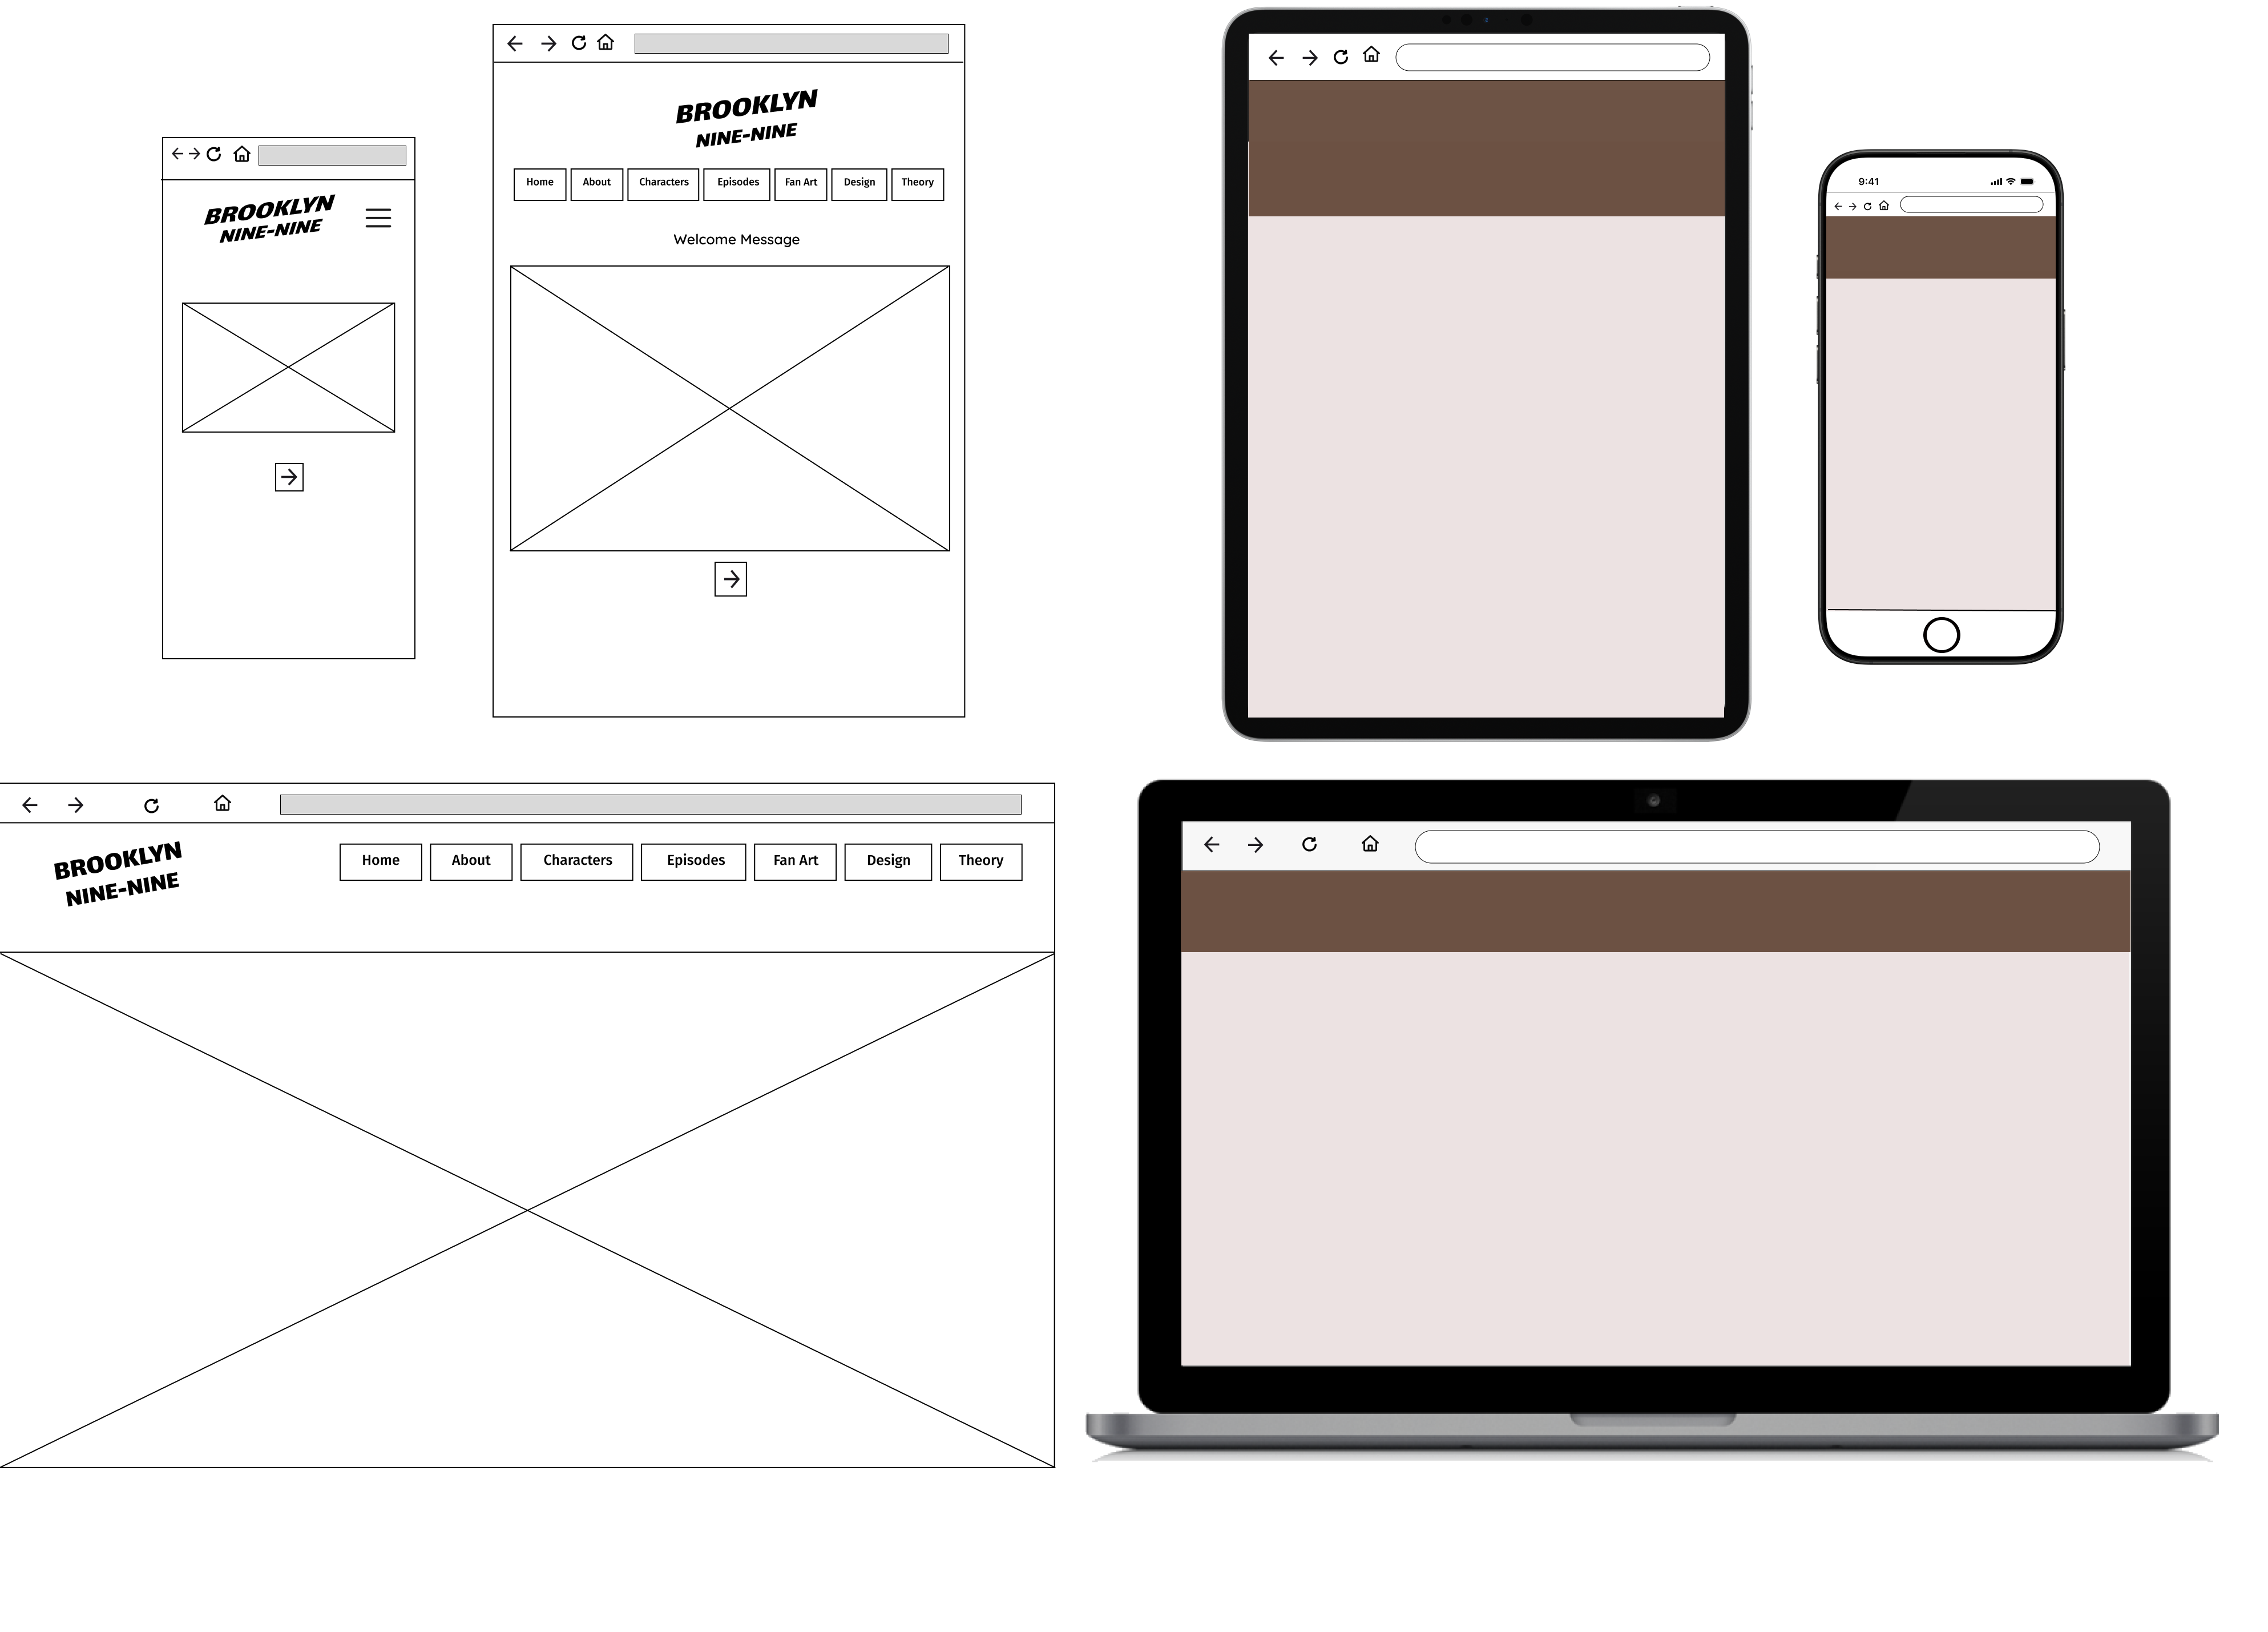 BROOKLYN
NINE-NINE
BROOKLYN
NINE-NINE
Home About Characters Episodes Fan Art Design Theory
Welcome Message
9:41
BROOKLYN
NINE-NINE
Home About Characters Episodes Fan Art Design Theory